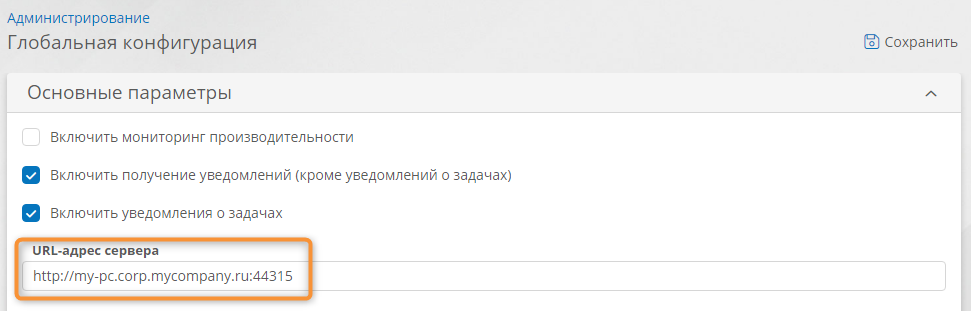 Администрирование
Глобальная конфигурация
Сохранить
Основные параметры
Включить мониторинг производительности
Включить получение уведомлений (кроме уведомлений о задачах)
Включить уведомления о задачах
URL-адрес сервера
http://my-pc.corp.mycompany.ru:44315